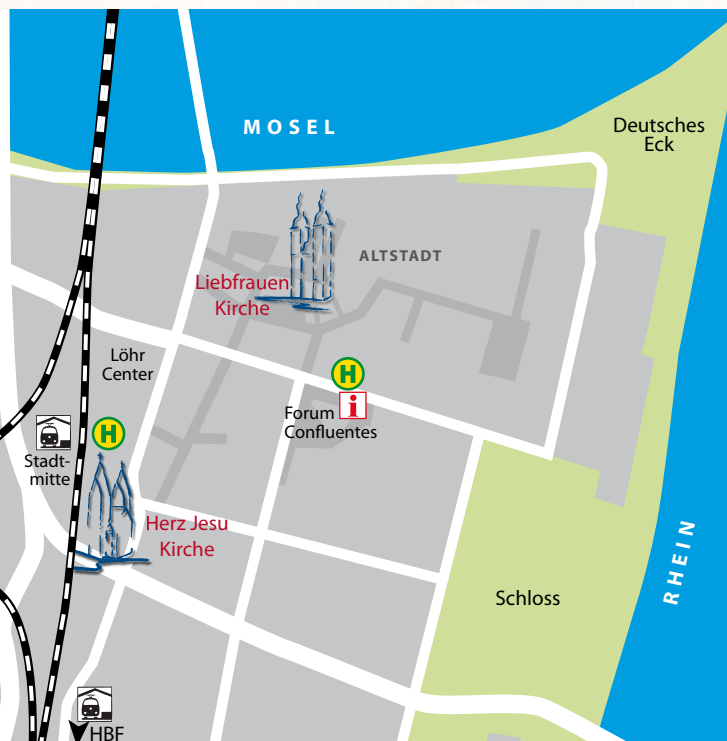 MOSEL
Deutsches
Eck
ALTSTADT
Liebfrauen
Kirche
Löhr
Center
H
i
Forum
Confluentes
H
Stadt-
mitte
Herz Jesu
Kirche
RHEIN
Schloss
HBF